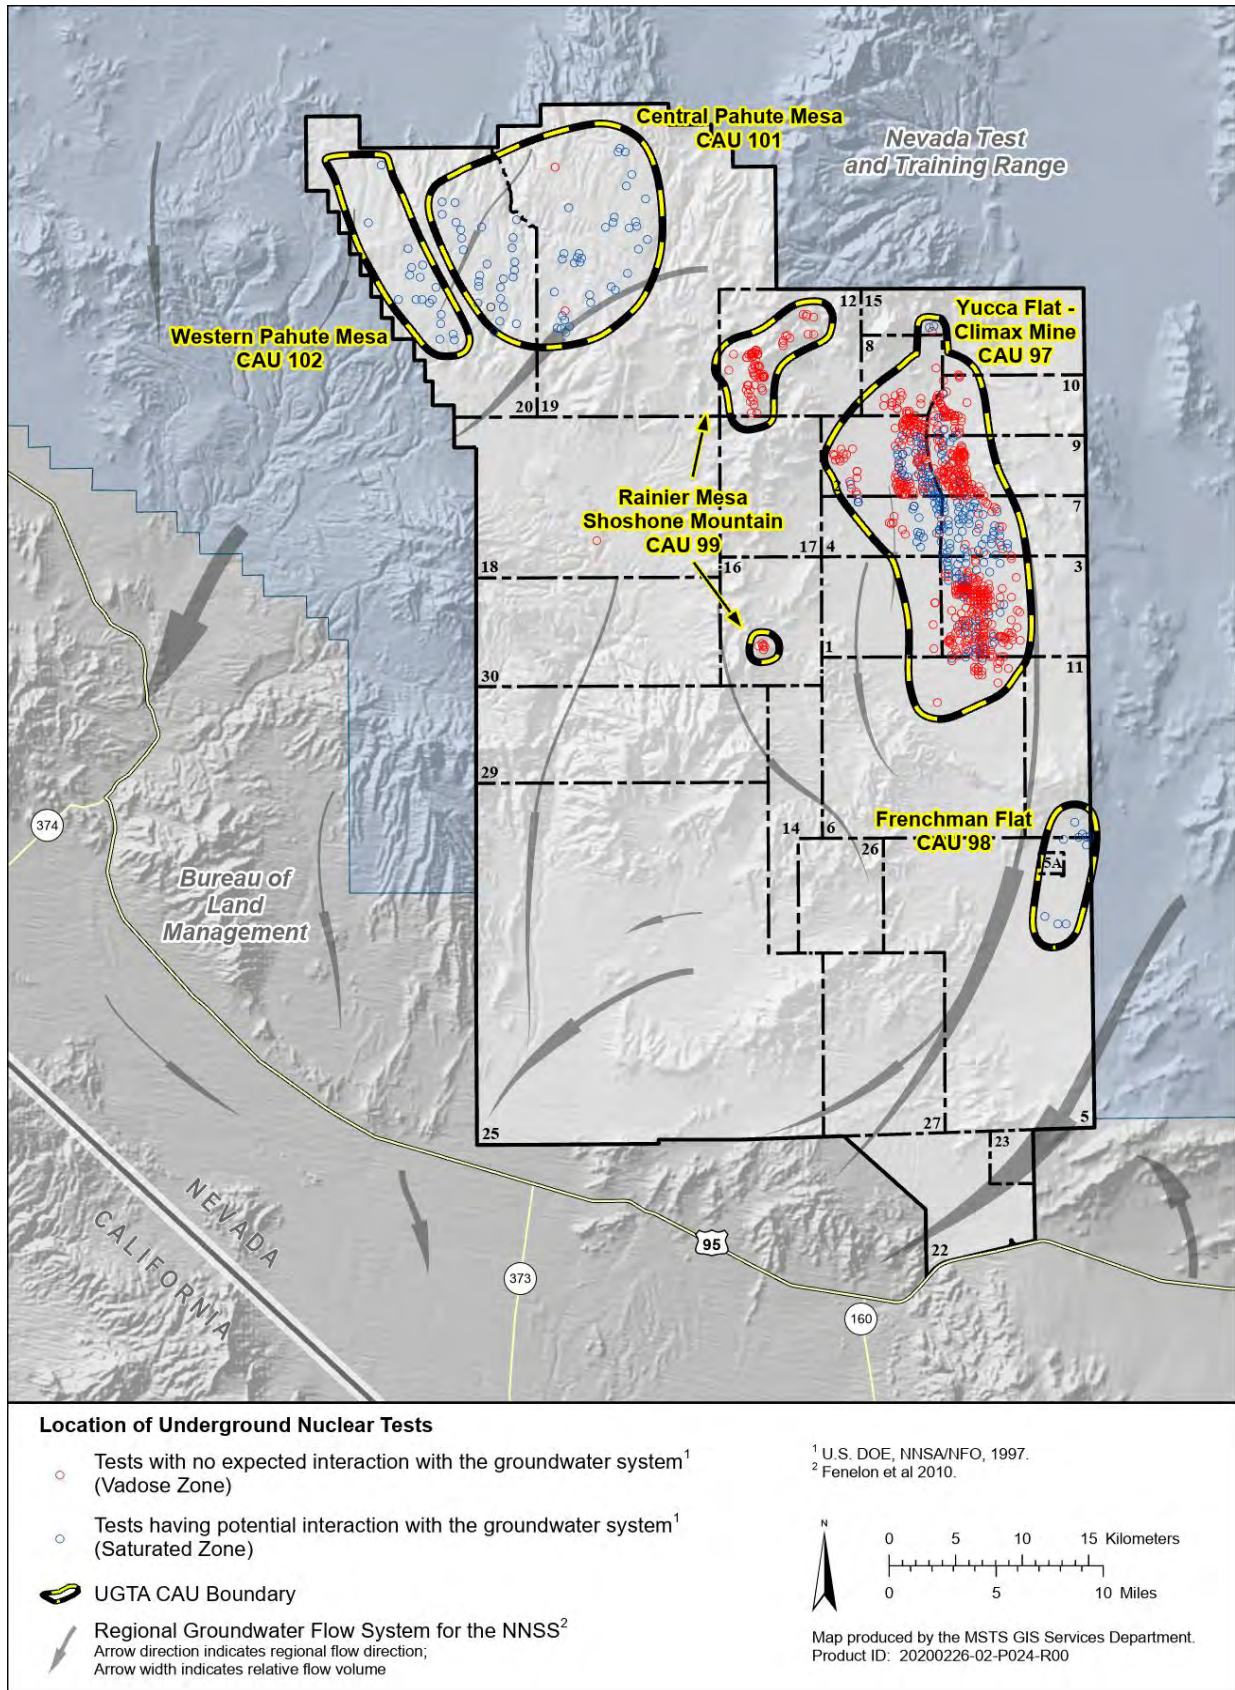 Central Pahute Mesa
CAU 101
Nevada Test
and Training Range
Western Pahute Mesa
CAU 102
12
15
Yucca Flat -
Climax Mine
CAU 97
8
10
20
19
9
2
7
Rainier Mesa
Shoshone Mountain
CAU 99
17
4
18
16
3
1
11
30
29
374
14
6
Frenchman Flat
CAU 98
26
5A
Bureau of
Land
Management
25
27
5
23
NEVADA
CALIFORNIA
95
22
373
160
Location of Underground Nuclear Tests
Tests with no expected interaction with the groundwater system1
(Vadose Zone)
Tests having potential interaction with the groundwater system1
(Saturated Zone)
UGTA CAU Boundary
Regional Groundwater Flow System for the NNSS2
Arrow direction indicates regional flow direction;
Arrow width indicates relative flow volume
1 U.S. DOE, NNSA/NFO, 1997.
2 Fenelon et al 2010.
N
0 5 10 15 Kilometers
0 5 10 Miles
Map produced by the MSTS GIS Services Department.
Product ID: 20200226-02-P024-R00